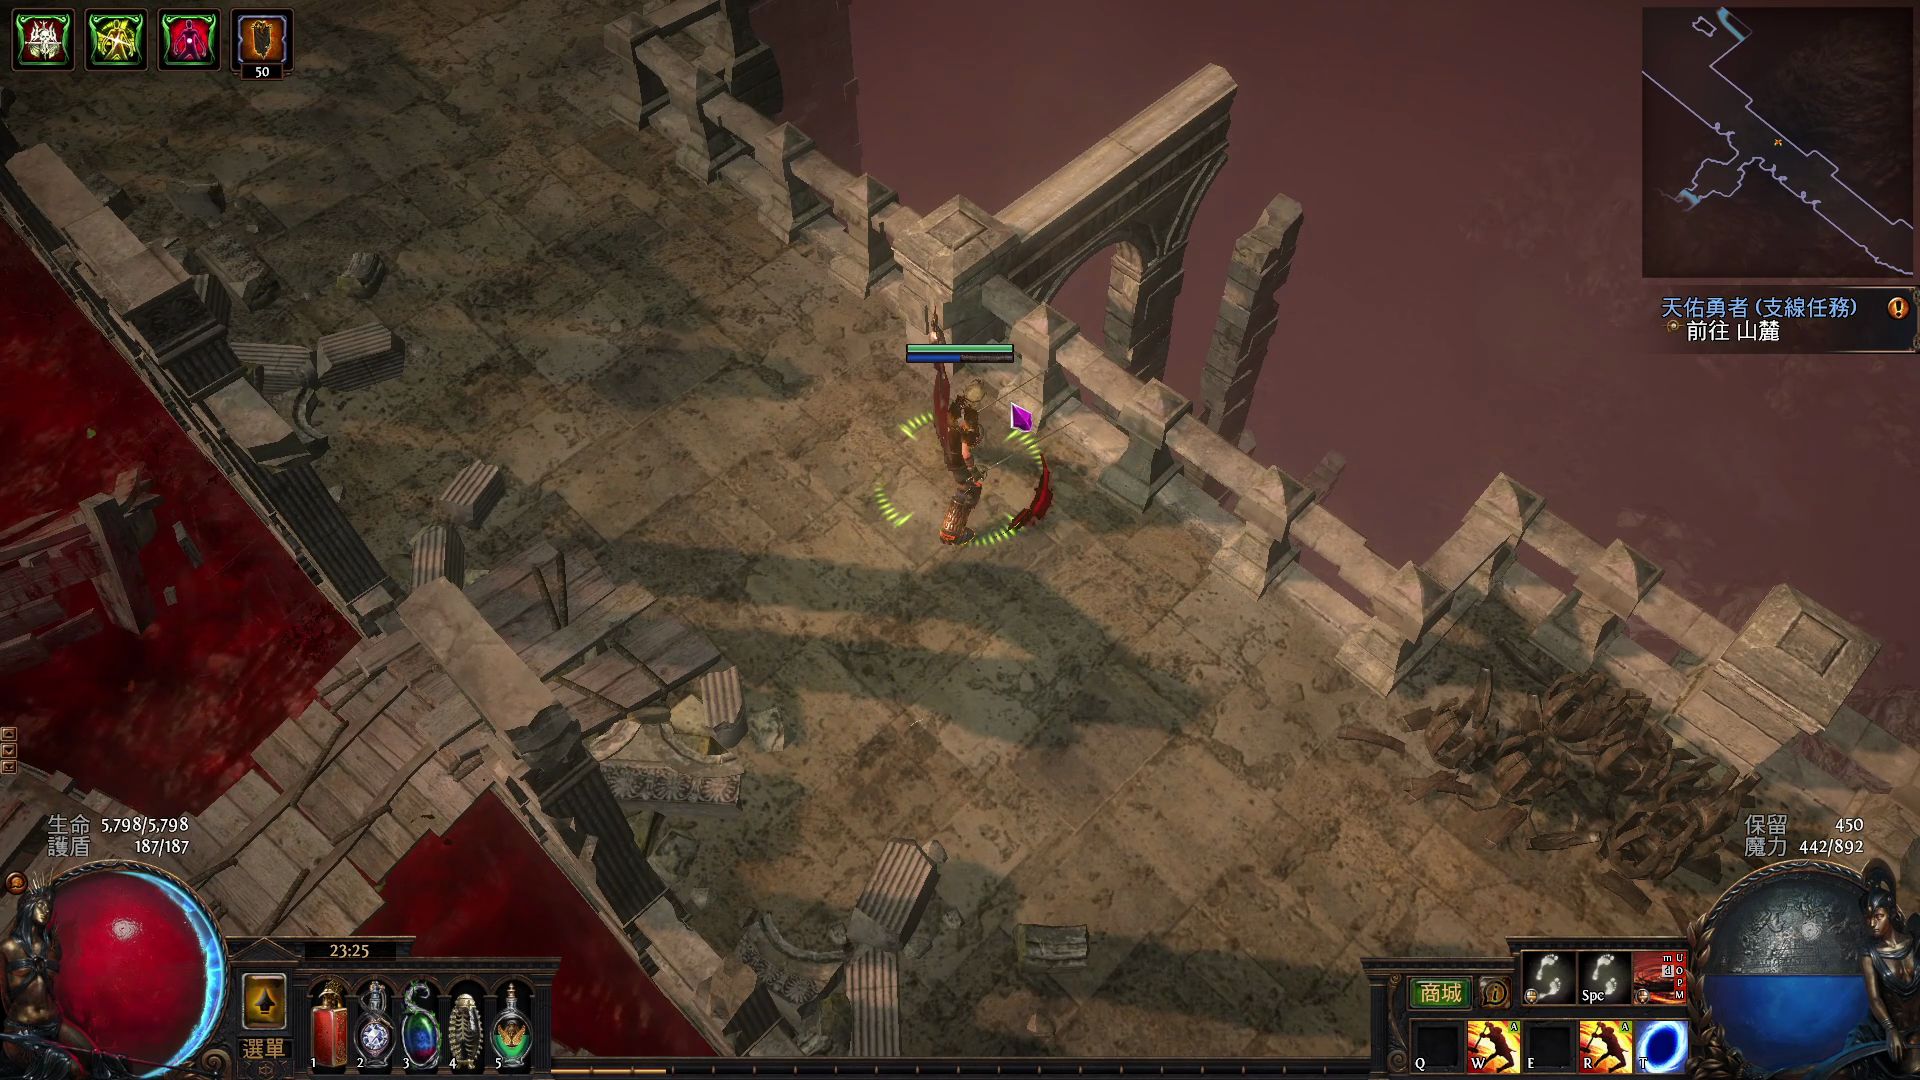 50
天佑勇者 (支線任務)
前往 山麓
生命 5,798/5,798
護盾 187/187
保留 450
魔力 442/892
23:25
選單
1 2 3 4 5
商城
Spc
m U
d O
P
M
Q W A E R A T